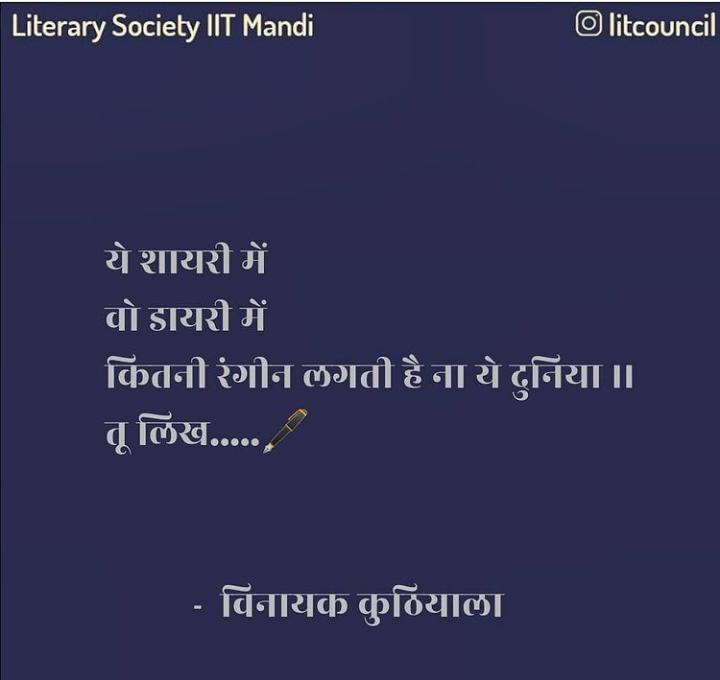 Literary Society IIT Mandi litcouncil
ये शायरी में
वो डायरी में
कितनी रंगीन लगती है ना ये दुनिया ।।
तू लिख.....
- विनायक कुठियाला